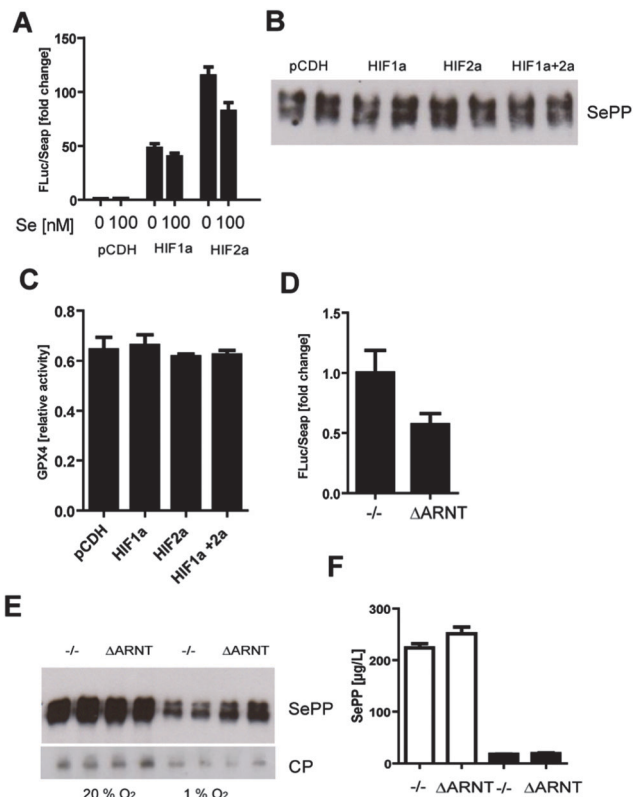 A
FLuc/Seap [fold change]
150
100
50
0
Se [nM]
0 100 0 100 0 100
pCDH HIF1a HIF2a
B
pCDH HIF1a HIF2a HIF1a+2a
SePP
C
GPX4 [relative activity]
0.8
0.6
0.4
0.2
0.0
pCDH
HIF1a
HIF2a
HIF1a +2a
D
FLuc/Seap [fold change]
1.5
1.0
0.5
0.0
-/- ΔARNT
E
-/- ΔARNT -/- ΔARNT
SePP
CP
20 % O₂ 1 % O₂
F
SePP [µg/L]
300
200
100
0
-/- ΔARNT -/- ΔARNT